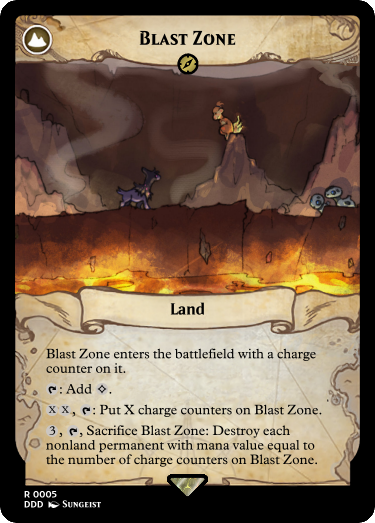 Blast Zone
Land
Blast Zone enters the battlefield with a charge
counter on it.
: Add .
X X, : Put X charge counters on Blast Zone.
3, , Sacrifice Blast Zone: Destroy each
nonland permanent with mana value equal to
the number of charge counters on Blast Zone.
R 0005
DDD Sungeist